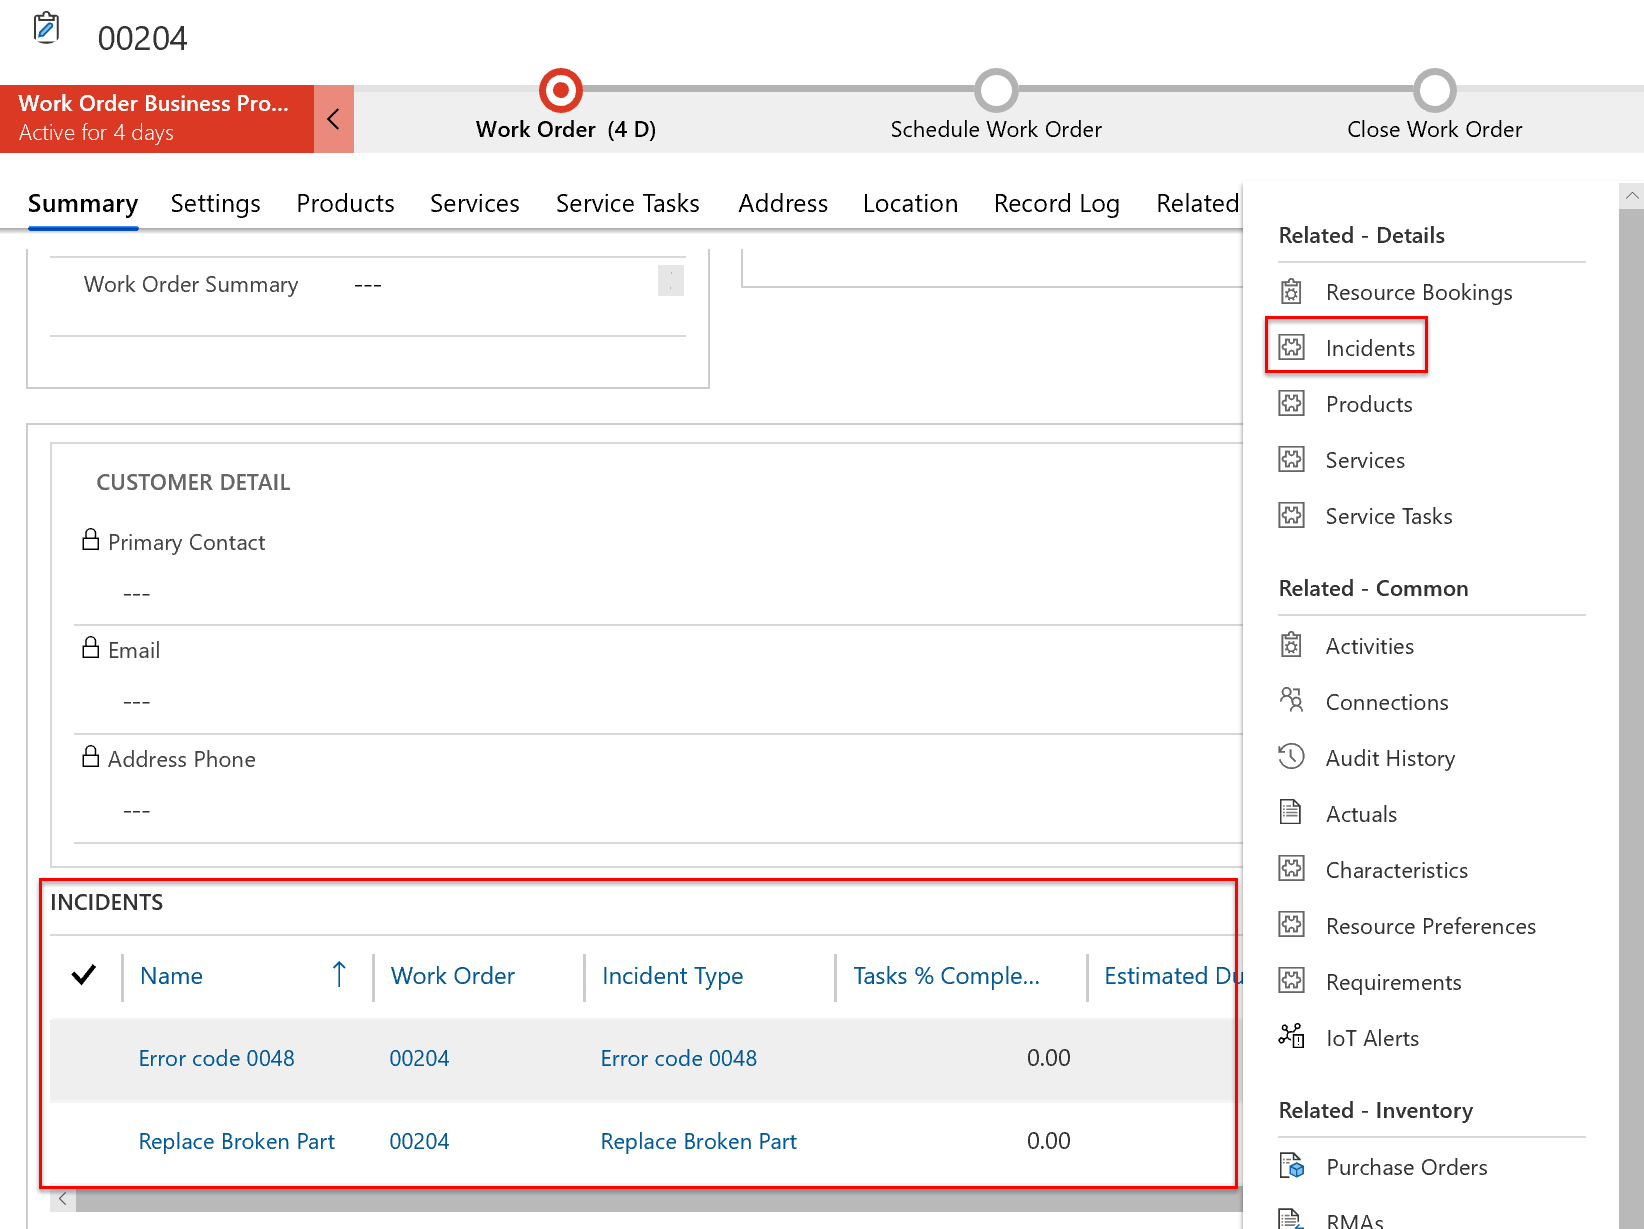 00204
Work Order Business Pro...
Active for 4 days
Work Order (4 D)
Schedule Work Order
Close Work Order
Summary
Settings
Products
Services
Service Tasks
Address
Location
Record Log
Related
Work Order Summary
---
CUSTOMER DETAIL
Primary Contact
---
Email
---
Address Phone
---
INCIDENTS
Name
Work Order
Incident Type
Tasks % Comple...
Estimated Du
Error code 0048
00204
Error code 0048
0.00
Replace Broken Part
00204
Replace Broken Part
0.00
Related - Details
Resource Bookings
Incidents
Products
Services
Service Tasks
Related - Common
Activities
Connections
Audit History
Actuals
Characteristics
Resource Preferences
Requirements
IoT Alerts
Related - Inventory
Purchase Orders
RMAs